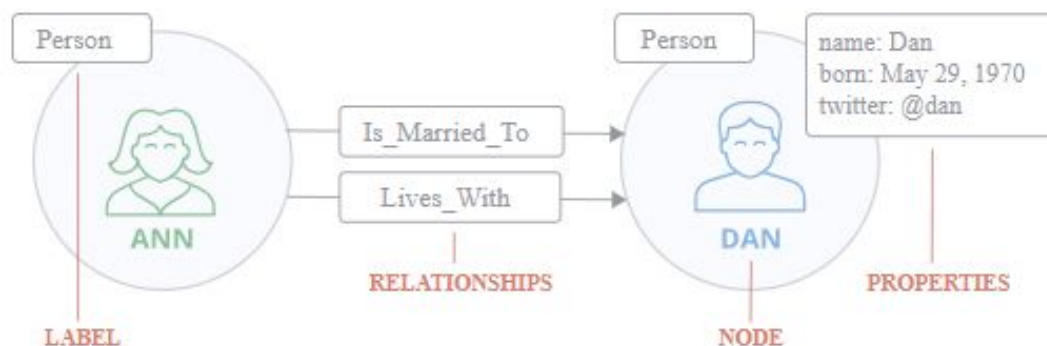 Person
Person
name: Dan
born: May 29, 1970
twitter: @dan
Is_Married_To
Lives_With
ANN
DAN
RELATIONSHIPS
PROPERTIES
LABEL
NODE